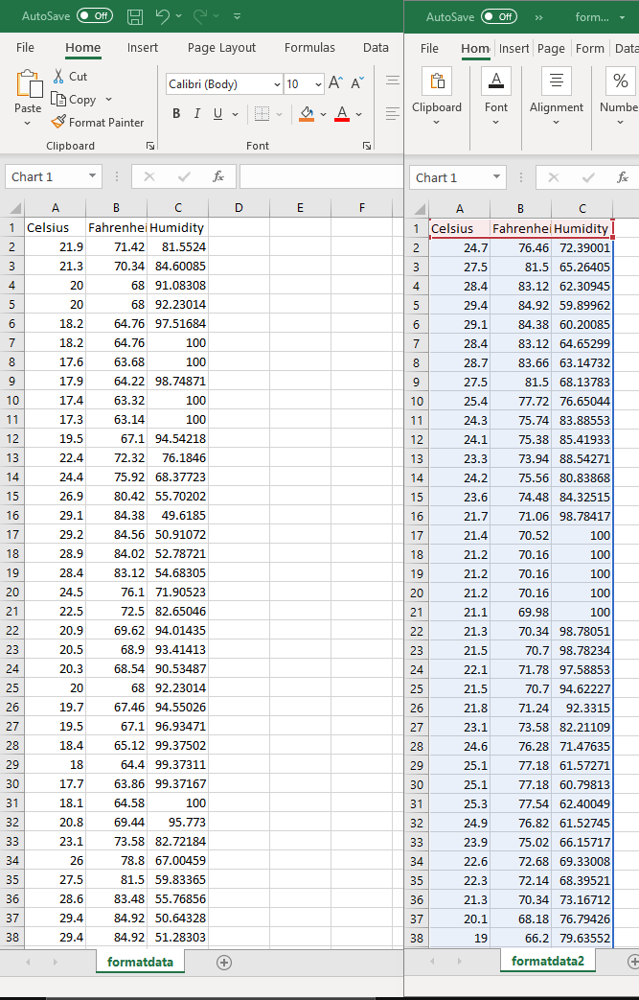 AutoSave Off
File Home Insert Page Layout Formulas Data
Paste
Cut
Copy
Format Painter
Clipboard
Calibri (Body) 10 A A
B I U A
Font
Chart 1 fx
A B C D E F
1 Celsius Fahrenhei Humidity
2 21.9 71.42 81.5524
3 21.3 70.34 84.60085
4 20 68 91.08308
5 20 68 92.23014
6 18.2 64.76 97.51684
7 18.2 64.76 100
8 17.6 63.68 100
9 17.9 64.22 98.74871
10 17.4 63.32 100
11 17.3 63.14 100
12 19.5 67.1 94.54218
13 22.4 72.32 76.1846
14 24.4 75.92 68.37723
15 26.9 80.42 55.70202
16 29.1 84.38 49.6185
17 29.2 84.56 50.91072
18 28.9 84.02 52.78721
19 28.4 83.12 54.68305
20 24.5 76.1 71.90523
21 22.5 72.5 82.65046
22 20.9 69.62 94.01435
23 20.5 68.9 93.41413
24 20.3 68.54 90.53487
25 20 68 92.23014
26 19.7 67.46 94.55026
27 19.5 67.1 96.93471
28 18.4 65.12 99.37502
29 18 64.4 99.37311
30 17.7 63.86 99.37167
31 18.1 64.58 100
32 20.8 69.44 95.773
33 23.1 73.58 82.72184
34 26 78.8 67.00459
35 27.5 81.5 59.83365
36 28.6 83.48 55.76856
37 29.4 84.92 50.64328
38 29.4 84.92 51.28303
formatdata
AutoSave Off form...
File Hom Insert Page Form Data
Clipboard
A
Font
Alignment
%
Numbe
Chart 1 fx
A B C
1 Celsius Fahrenhei Humidity
2 24.7 76.46 72.39001
3 27.5 81.5 65.26405
4 28.4 83.12 62.30945
5 29.4 84.92 59.89962
6 29.1 84.38 60.20085
7 28.4 83.12 64.65299
8 28.7 83.66 63.14732
9 27.5 81.5 68.13783
10 25.4 77.72 76.65044
11 24.3 75.74 83.88553
12 24.1 75.38 85.41933
13 23.3 73.94 88.54271
14 24.2 75.56 80.83868
15 23.6 74.48 84.32515
16 21.7 71.06 98.78417
17 21.4 70.52 100
18 21.2 70.16 100
19 21.2 70.16 100
20 21.2 70.16 100
21 21.1 69.98 100
22 21.3 70.34 98.78051
23 21.5 70.7 98.78234
24 22.1 71.78 97.58853
25 21.5 70.7 94.62227
26 21.8 71.24 92.3315
27 23.1 73.58 82.21109
28 24.6 76.28 71.47635
29 25.1 77.18 61.57271
30 25.1 77.18 60.79813
31 25.3 77.54 62.40049
32 24.9 76.82 61.52745
33 23.9 75.02 66.15717
34 22.6 72.68 69.33008
35 22.3 72.14 68.39521
36 21.3 70.34 73.16712
37 20.1 68.18 76.79426
38 19 66.2 79.63552
formatdata2